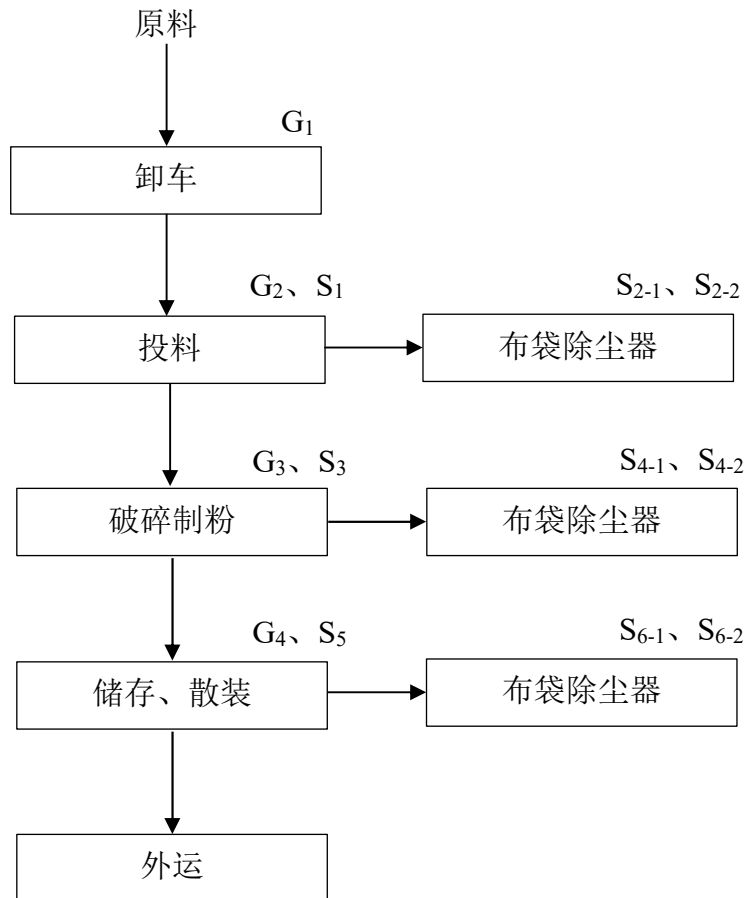 原料
G₁
卸车
G₂、S₁
S₂₋₁、S₂₋₂
投料
布袋除尘器
G₃、S₃
S₄₋₁、S₄₋₂
破碎制粉
布袋除尘器
G₄、S₅
S₆₋₁、S₆₋₂
储存、散装
布袋除尘器
外运